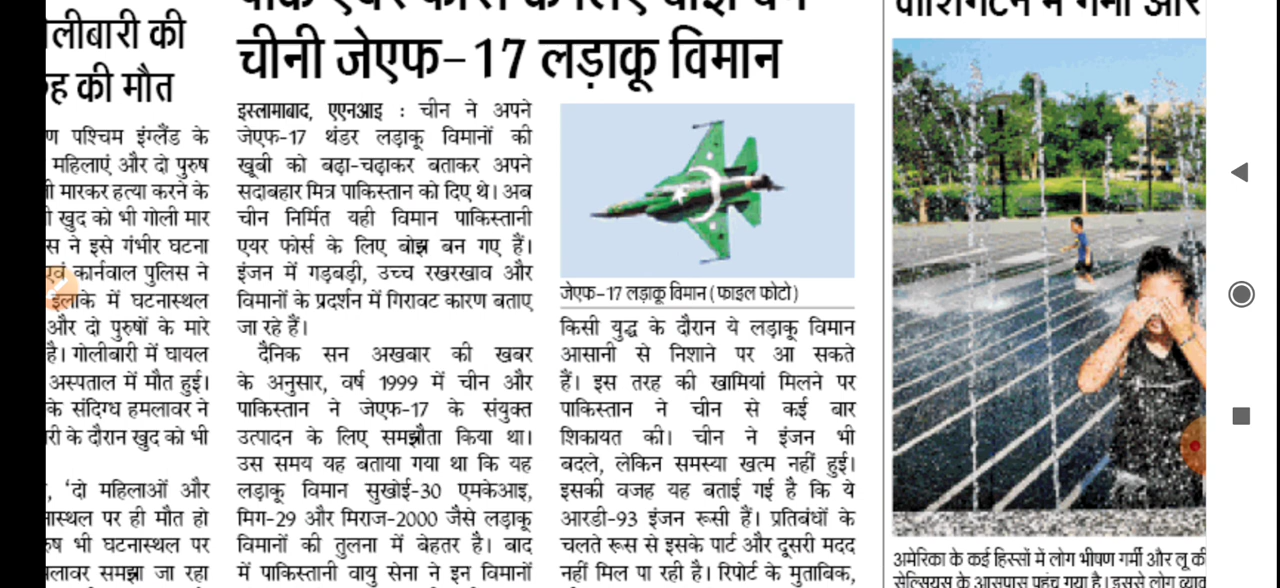 लीबारी की
ह की मौत
पश्चिम इंग्लैंड के
महिलाएं और दो पुरुष
मारकर हत्या करने के
खुद को भी गोली मार
स ने इसे गंभीर घटना
एवं कार्नवाल पुलिस ने
इलाके में घटनास्थल
और दो पुरुषों के मारे
है। गोलीबारी में घायल
अस्पताल में मौत हुई।
के संदिग्ध हमलावर ने
री के दौरान खुद को भी
, 'दो महिलाओं और
नास्थल पर ही मौत हो
भी घटनास्थल पर
मलावर समझा जा रहा
पाक एयर फोर्स के लिए बोझ बने
चीनी जेएफ-17 लड़ाकू विमान
इस्लामाबाद, एएनआइ : चीन ने अपने
जेएफ-17 थंडर लड़ाकू विमानों की
खूबी को बढ़ा-चढ़ाकर बताकर अपने
सदाबहार मित्र पाकिस्तान को दिए थे। अब
चीन निर्मित यही विमान पाकिस्तानी
एयर फोर्स के लिए बोझ बन गए हैं।
इंजन में गड़बड़ी, उच्च रखरखाव और
विमानों के प्रदर्शन में गिरावट कारण बताए
जा रहे हैं।
दैनिक सन अखबार की खबर
के अनुसार, वर्ष 1999 में चीन और
पाकिस्तान ने जेएफ-17 के संयुक्त
उत्पादन के लिए समझौता किया था।
उस समय यह बताया गया था कि यह
लड़ाकू विमान सुखोई-30 एमकेआइ,
मिग-29 और मिराज-2000 जैसे लड़ाकू
विमानों की तुलना में बेहतर है। बाद
में पाकिस्तानी वायु सेना ने इन विमानों
जेएफ-17 लड़ाकू विमान (फाइल फोटो)
किसी युद्ध के दौरान ये लड़ाकू विमान
आसानी से निशाने पर आ सकते
हैं। इस तरह की खामियां मिलने पर
पाकिस्तान ने चीन से कई बार
शिकायत की। चीन ने इंजन भी
बदले, लेकिन समस्या खत्म नहीं हुई।
इसकी वजह यह बताई गई है कि ये
आरडी-93 इंजन रूसी हैं। प्रतिबंधों के
चलते रूस से इसके पार्ट और दूसरी मदद
नहीं मिल पा रही है। रिपोर्ट के मुताबिक,
वाशिंगटन में गर्मी और
अमेरिका के कई हिस्सों में लोग भीषण गर्मी और लू की
सेल्सियस के आसपास पहुंच गया है। इससे लोग व्याव